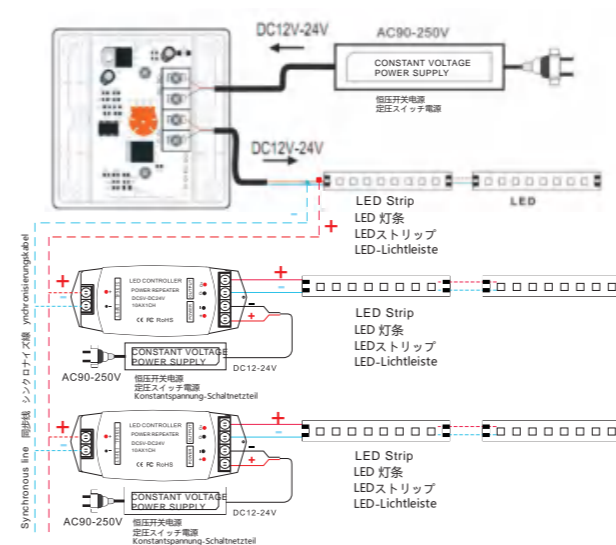 DC12V-24V
AC90-250V
CONSTANT VOLTAGE
POWER SUPPLY
恒压开关电源
定圧スイッチ電源
DC12V-24V
LED
LED Strip
LED 灯条
LEDストリップ
LED-Lichtleiste
+
-
Synchronous line 同步线 シンクロナイズ線 ynchronisierungkabel
+
-
LED CONTROLLER
POWER REPEATER
DC5V-DC24V
10AX1CH
CE FC RoHS
OUTPUT
POWER
+
-
-
+
CONSTANT VOLTAGE
POWER SUPPLY
AC90-250V
DC12-24V
恒压开关电源
定圧スイッチ電源
Konstantspannung-Schaltnetzteil
LED Strip
LED 灯条
LEDストリップ
LED-Lichtleiste
+
-
LED CONTROLLER
POWER REPEATER
DC5V-DC24V
10AX1CH
CE FC RoHS
OUTPUT
POWER
+
-
-
+
CONSTANT VOLTAGE
POWER SUPPLY
AC90-250V
DC12-24V
恒压开关电源
定圧スイッチ電源
Konstantspannung-Schaltnetzteil
LED Strip
LED 灯条
LEDストリップ
LED-Lichtleiste